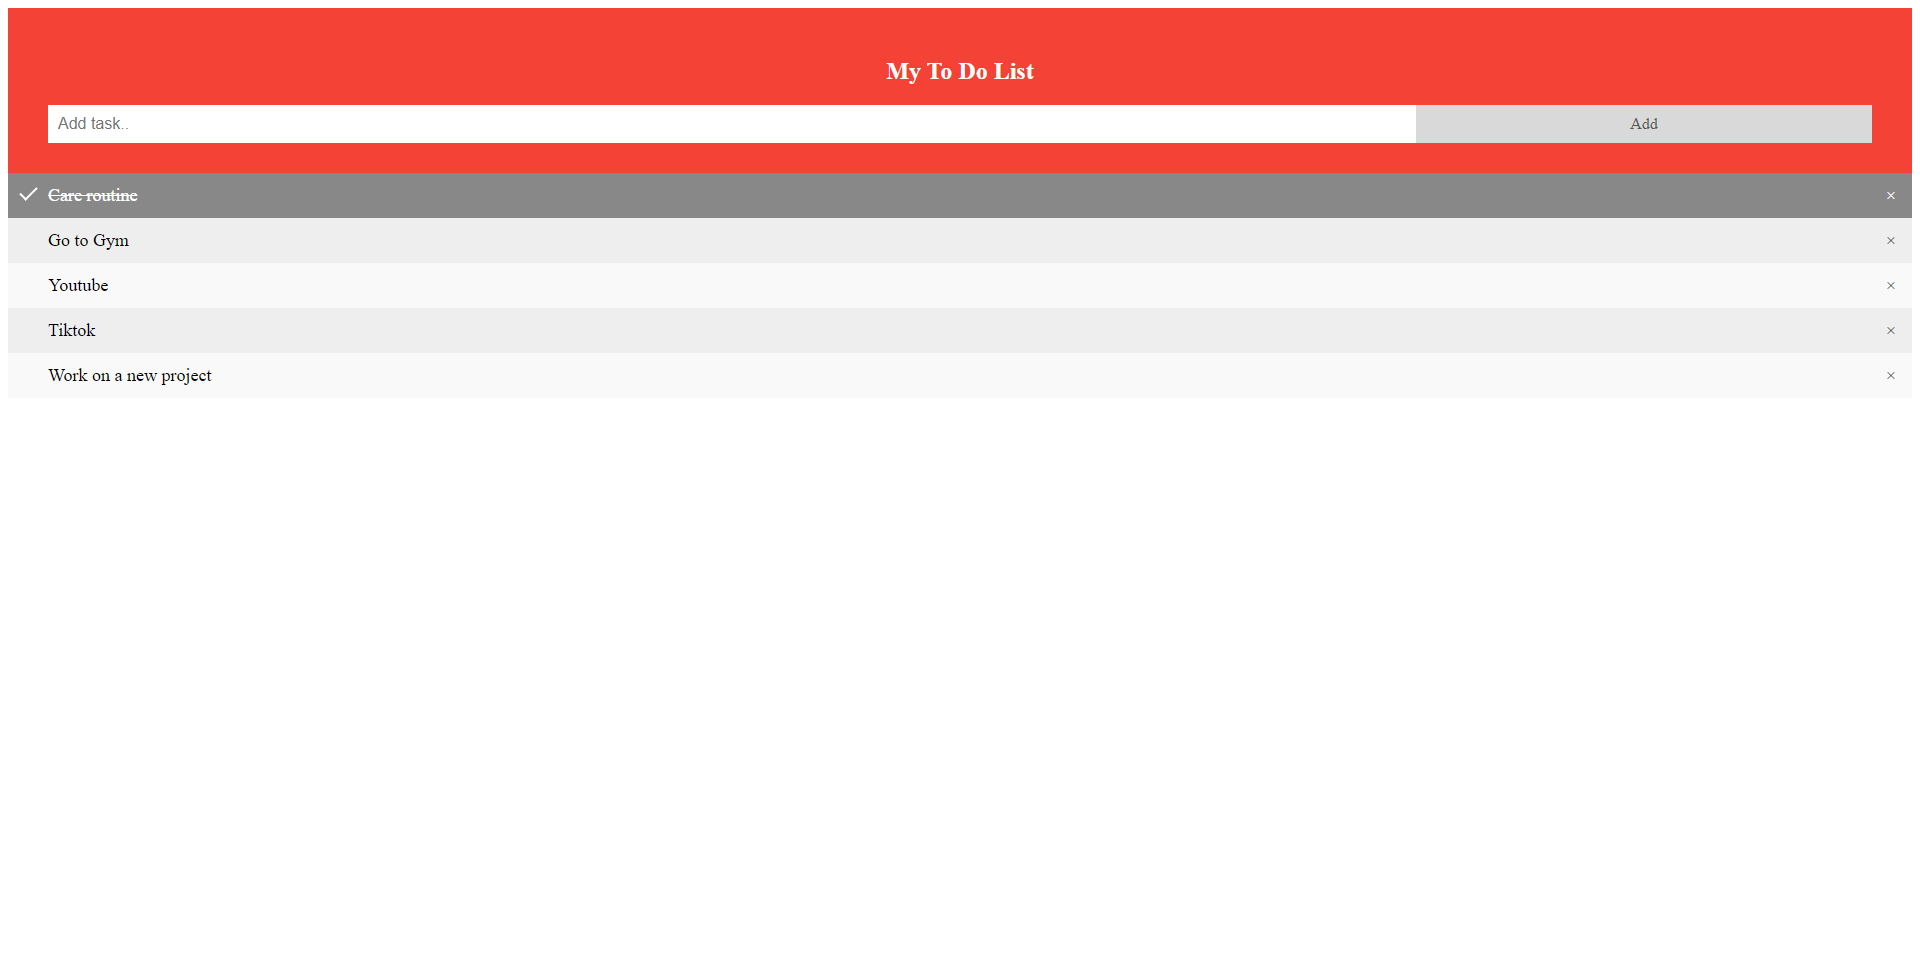 My To Do List
Add task..
Add
Care routine ×
Go to Gym ×
Youtube ×
Tiktok ×
Work on a new project ×